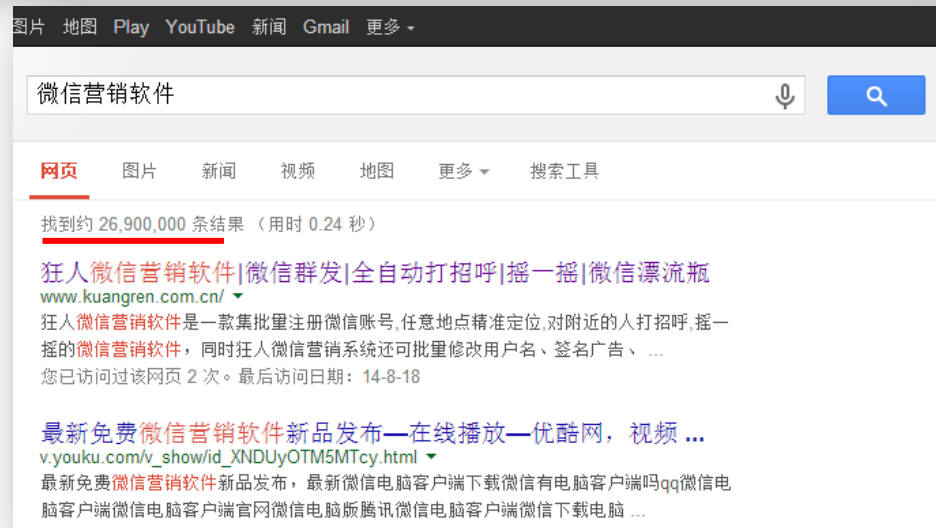 图片 地图 Play YouTube 新闻 Gmail 更多
微信营销软件
网页 图片 新闻 视频 地图 更多 搜索工具
找到约 26,900,000 条结果 (用时 0.24 秒)
狂人微信营销软件|微信群发|全自动打招呼|摇一摇|微信漂流瓶
www.kuangren.com.cn/
狂人微信营销软件是一款集批量注册微信账号,任意地点精准定位,对附近的人打招呼,摇一
摇的微信营销软件，同时狂人微信营销系统还可批量修改用户名、签名广告、 ...
您已访问过该网页 2 次。最后访问日期：14-8-18
最新免费微信营销软件新品发布—在线播放—优酷网，视频 ...
v.youku.com/v_show/id_XNDUyOTM5MTcy.html
最新免费微信营销软件新品发布，最新微信电脑客户端下载微信有电脑客户端吗qq微信电
脑客户端微信电脑客户端官网微信电脑版腾讯微信电脑客户端微信下载电脑 ...